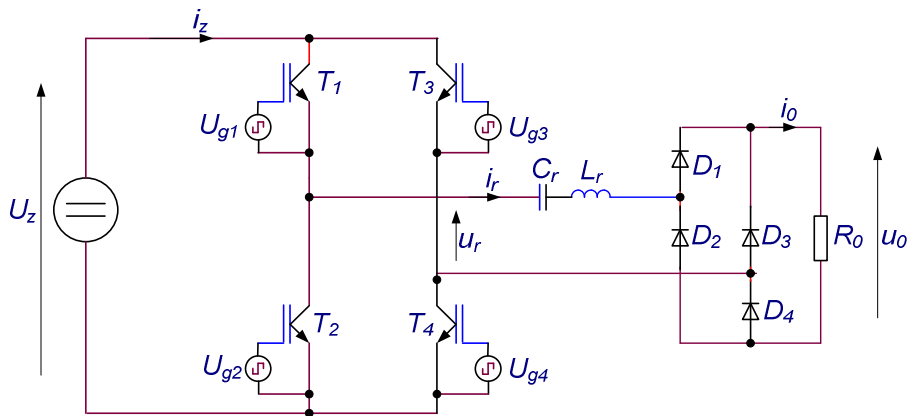 i_z
T_1
T_3
U_g1
U_g3
i_0
D_1
C_r
L_r
i_r
U_z
u_r
D_2
D_3
R_0
u_0
D_4
T_2
T_4
U_g2
U_g4